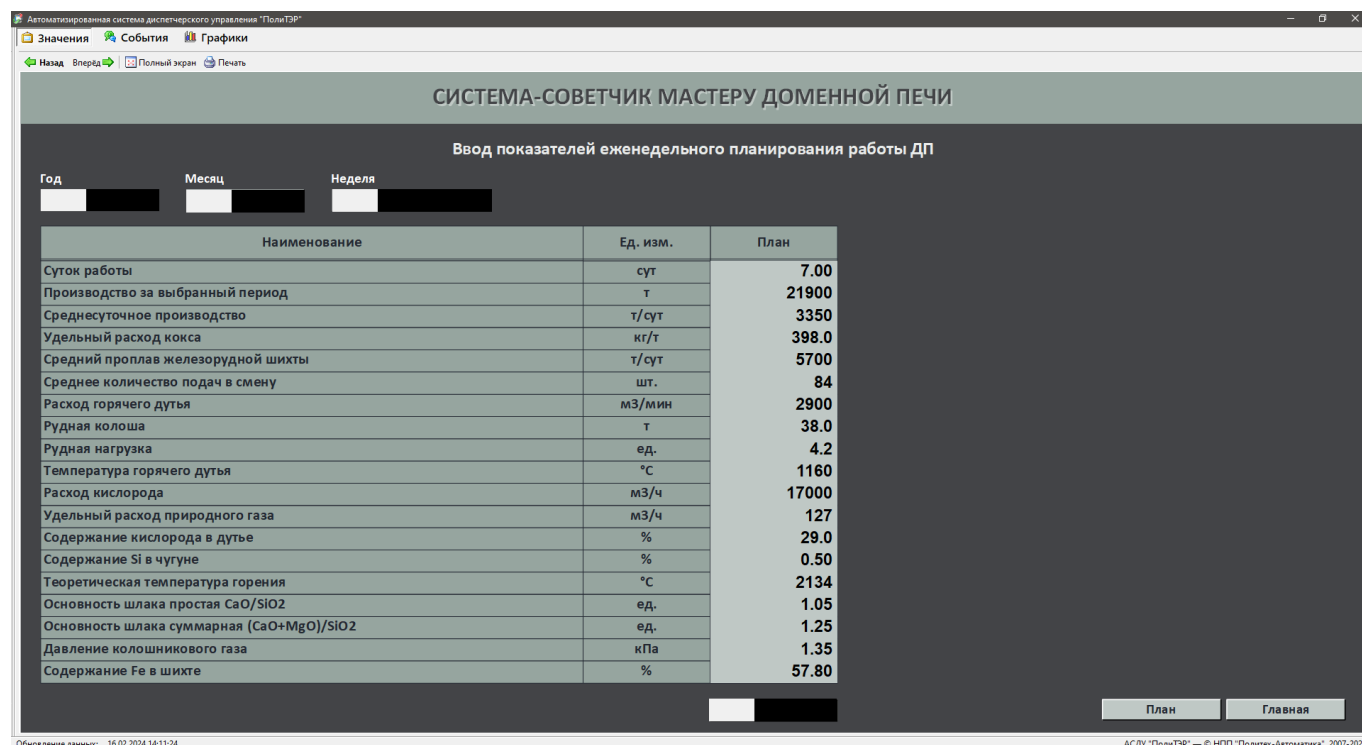 Автоматизированная система диспетчерского управления "ПолиТЭР"
Значения События Графики
Назад Вперёд Полный экран Печать
СИСТЕМА-СОВЕТЧИК МАСТЕРУ ДОМЕННОЙ ПЕЧИ
Ввод показателей еженедельного планирования работы ДП
Год Месяц Неделя
Наименование Ед. изм. План
Суток работы сут 7.00
Производство за выбранный период т 21900
Среднесуточное производство т/сут 3350
Удельный расход кокса кг/т 398.0
Средний проплав железорудной шихты т/сут 5700
Среднее количество подач в смену шт. 84
Расход горячего дутья м3/мин 2900
Рудная колоша т 38.0
Рудная нагрузка ед. 4.2
Температура горячего дутья °С 1160
Расход кислорода м3/ч 17000
Удельный расход природного газа м3/ч 127
Содержание кислорода в дутье % 29.0
Содержание Si в чугуне % 0.50
Теоретическая температура горения °С 2134
Основность шлака простая CaO/SiO2 ед. 1.05
Основность шлака суммарная (CaO+MgO)/SiO2 ед. 1.25
Давление колошникового газа кПа 1.35
Содержание Fe в шихте % 57.80
План Главная
Обновление данных: 16.02.2024 14:11:24 АСДУ "ПолиТЭР" — © НПП "Политех-Автоматика", 2007-202